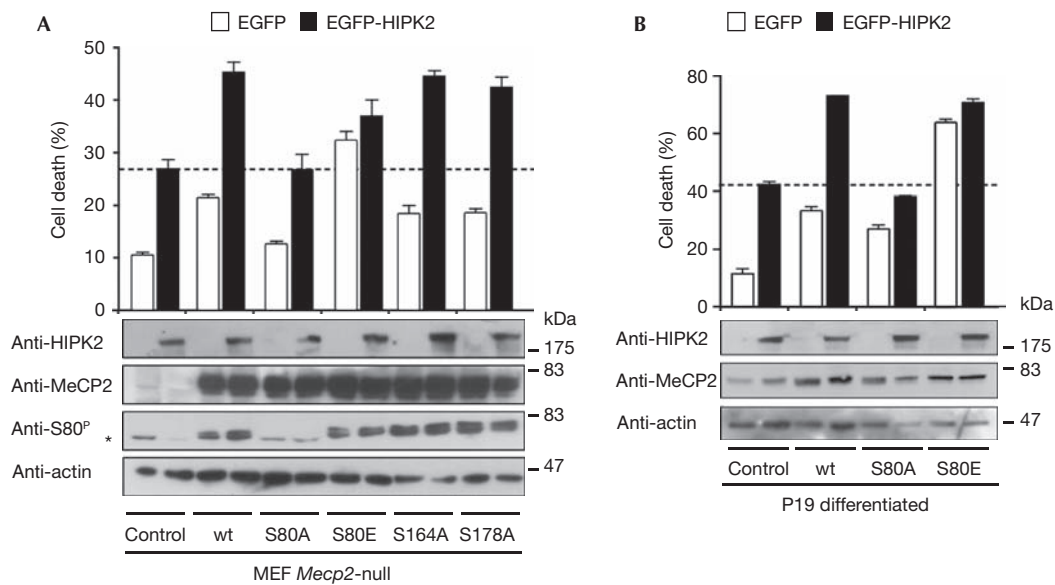 A
EGFP EGFP-HIPK2
50
40
30
20
10
0
Cell death (%)
kDa
Anti-HIPK2
175
Anti-MeCP2
83
Anti-S80ᴾ
83
*
Anti-actin
47
Control wt S80A S80E S164A S178A
MEF Mecp2-null
B
EGFP EGFP-HIPK2
80
60
40
20
0
Cell death (%)
kDa
Anti-HIPK2
175
Anti-MeCP2
83
Anti-actin
47
Control wt S80A S80E
P19 differentiated